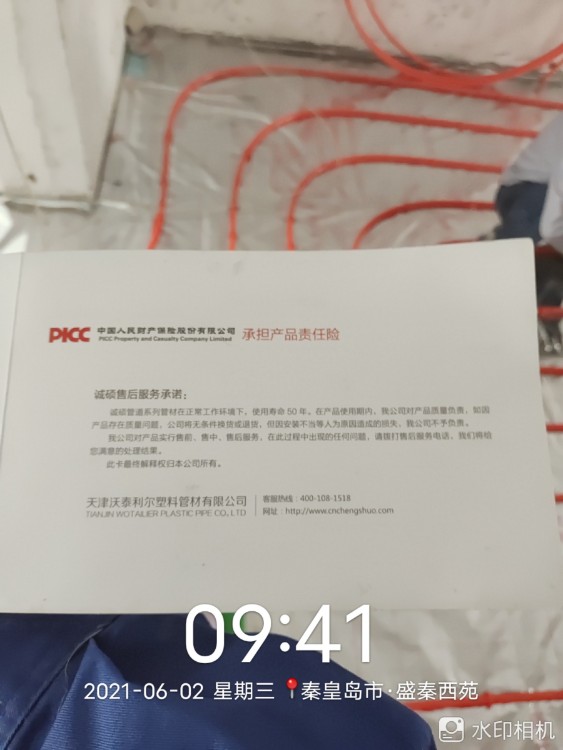 PICC 中国人民财产保险股份有限公司 承担产品责任险
PICC Property and Casualty Company Limited
诚硕售后服务承诺：
诚硕管道系列管材在正常工作环境下，使用寿命50年。在产品使用期内，我公司对产品质量负责，如因
产品存在质量问题，公司将无条件换货或退货，但因安装不当等人为原因造成的损失，我公司不予负责。
我公司对产品实行售前，售中，售后服务，在此过程中出现的任何问题，请拨打售后服务电话，我们将给
您满意的处理结果。
此卡最终解释权归本公司所有。
天津沃泰利尔塑料管材有限公司
TIANJIN WOTAILIER PLASTIC PIPE CO., LTD
客服热线：400-108-1518
网址：http://www.cnchengshuo.com
09:41
2021-06-02 星期三 秦皇岛市·盛秦西苑
水印相机